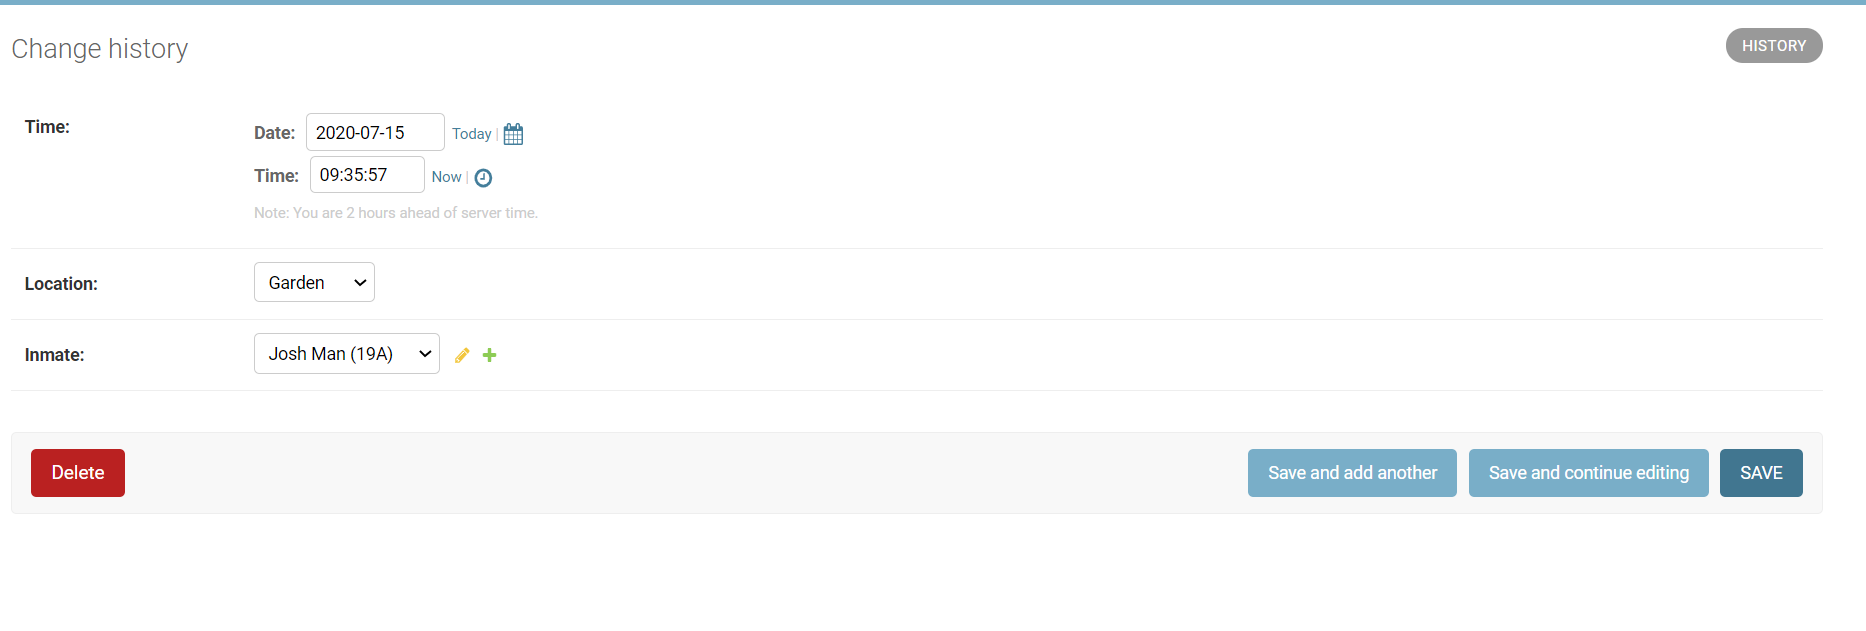 Change history
HISTORY
Time:
Date: 2020-07-15 Today |
Time: 09:35:57 Now |
Note: You are 2 hours ahead of server time.
Location: Garden
Inmate: Josh Man (19A)
Delete Save and add another Save and continue editing SAVE